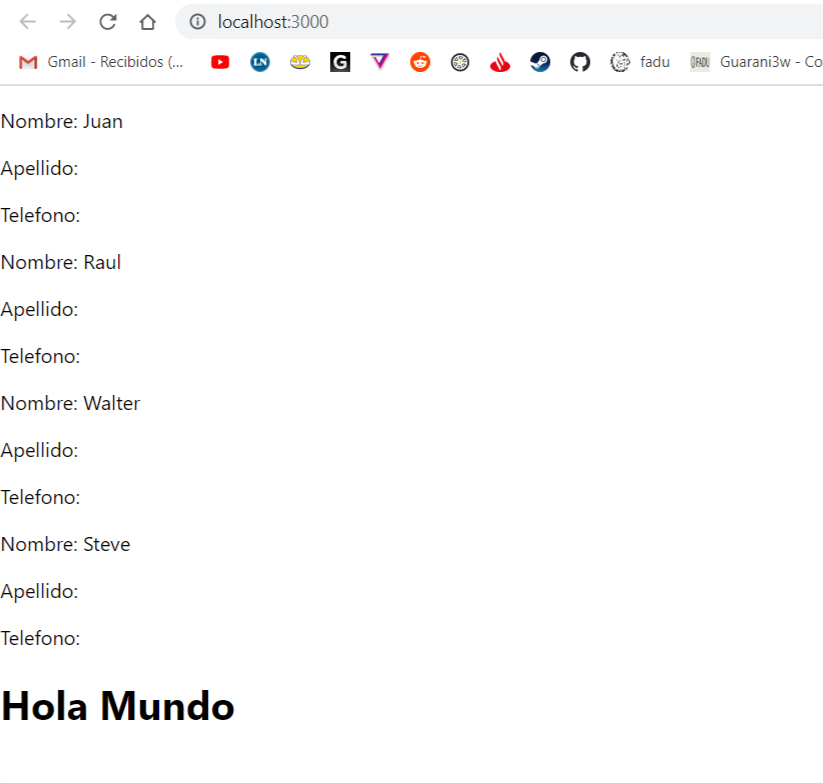 localhost:3000
Gmail - Recibidos (...
LN
G
fadu
FADU
Guarani3w - Co
Nombre: Juan
Apellido:
Telefono:
Nombre: Raul
Apellido:
Telefono:
Nombre: Walter
Apellido:
Telefono:
Nombre: Steve
Apellido:
Telefono:
Hola Mundo